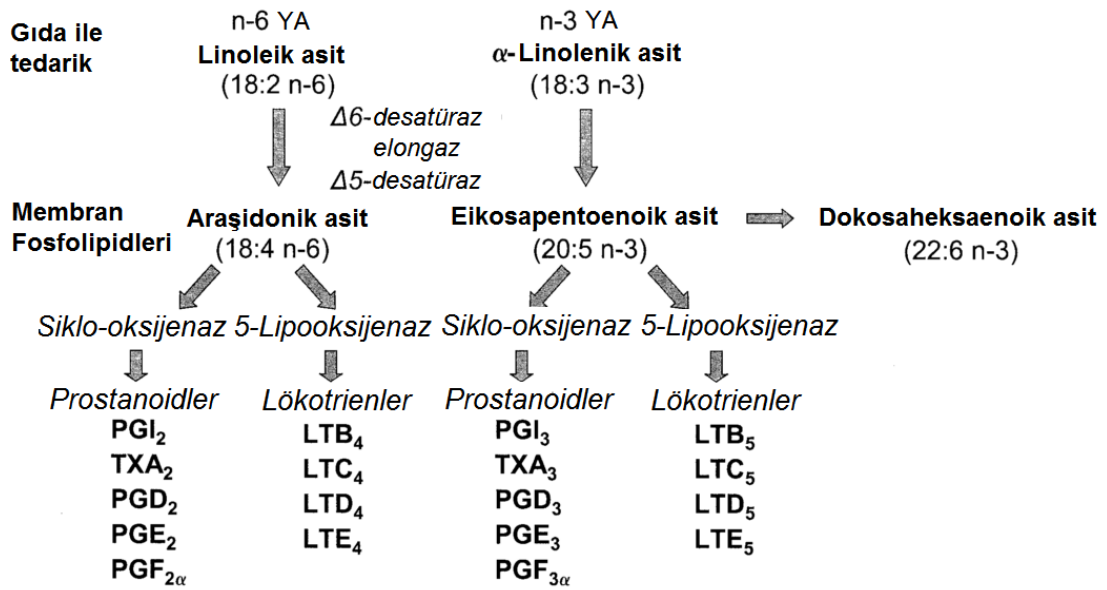 Gıda ile
tedarik
n-6 YA
Linoleik asit
(18:2 n-6)
n-3 YA
α-Linolenik asit
(18:3 n-3)
Δ6-desatüraz
elongaz
Δ5-desatüraz
Membran
Fosfolipidleri
Araşidonik asit
(18:4 n-6)
Eikosapentoenoik asit
(20:5 n-3)
Dokosaheksaenoik asit
(22:6 n-3)
Siklo-oksijenaz
5-Lipooksijenaz
Siklo-oksijenaz
5-Lipooksijenaz
Prostanoidler
PGI₂
TXA₂
PGD₂
PGE₂
PGF₂α
Lökotrienler
LTB₄
LTC₄
LTD₄
LTE₄
Prostanoidler
PGI₃
TXA₃
PGD₃
PGE₃
PGF₃α
Lökotrienler
LTB₅
LTC₅
LTD₅
LTE₅